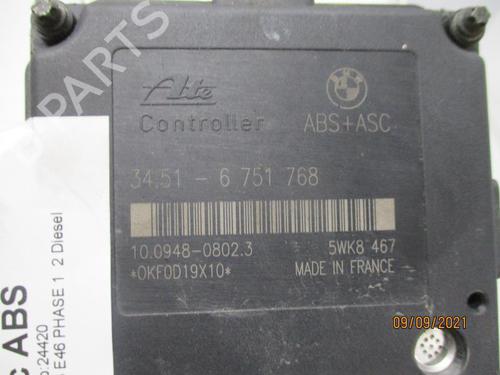 Ate
Controller ABS+ASC
34.51 - 6 751 768
10.0948-0802.3 5WK8 467
*OKF0D19X10* MADE IN FRANCE
C ABS
o:24420
E46 PHASE 1 2 Diesel
09/09/2021
B-PARTS